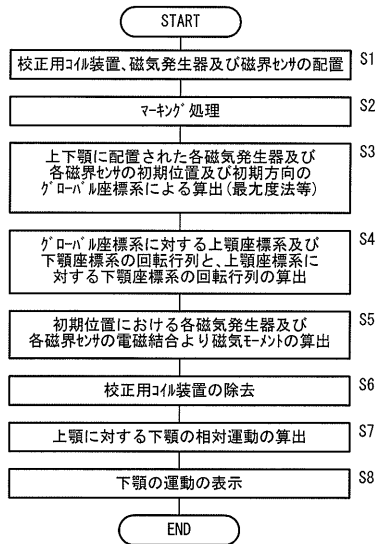 START
校正用コイル装置、磁気発生器及び磁界センサの配置
S1
マーキング処理
S2
上下顎に配置された各磁気発生器及び
各磁界センサの初期位置及び初期方向の
グローバル座標系による算出(最尤度法等)
S3
グローバル座標系に対する上顎座標系及び
下顎座標系の回転行列と、上顎座標系に
対する下顎座標系の回転行列の算出
S4
初期位置における各磁気発生器及び
各磁界センサの電磁結合より磁気モーメントの算出
S5
校正用コイル装置の除去
S6
上顎に対する下顎の相対運動の算出
S7
下顎の運動の表示
S8
END